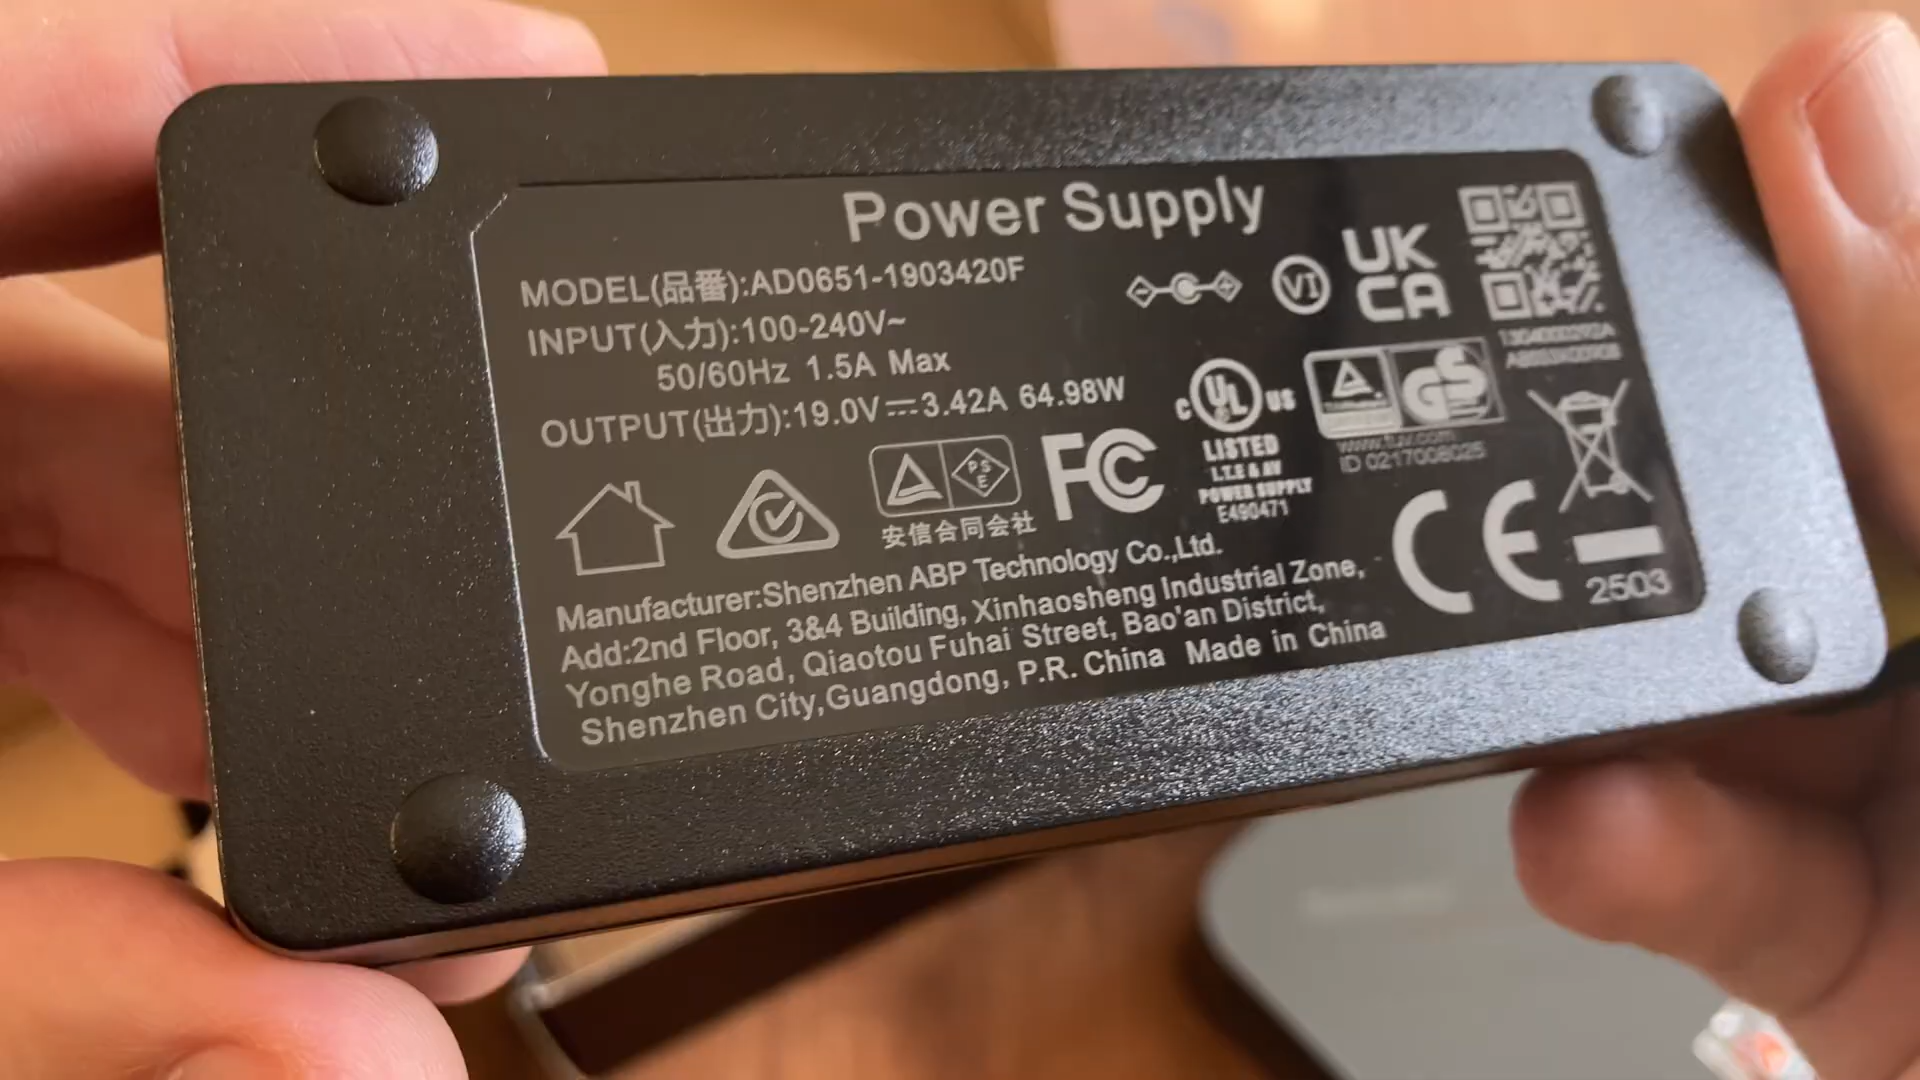 Power Supply
MODEL(品番):AD0651-1903420F
INPUT(入力):100-240V~
50/60Hz 1.5A Max
OUTPUT(出力):19.0V⎓3.42A 64.98W
VI
UK
CA
PS
E
安信合同会社
FC
c UL US
LISTED
I.T.E & AV
POWER SUPPLY
E490471
GS
www.tuv.com
ID 0217008025
CE
2503
Manufacturer:Shenzhen ABP Technology Co.,Ltd.
Add:2nd Floor, 3&4 Building, Xinhaosheng Industrial Zone,
Yonghe Road, Qiaotou Fuhai Street, Bao'an District,
Shenzhen City,Guangdong, P.R. China Made in China